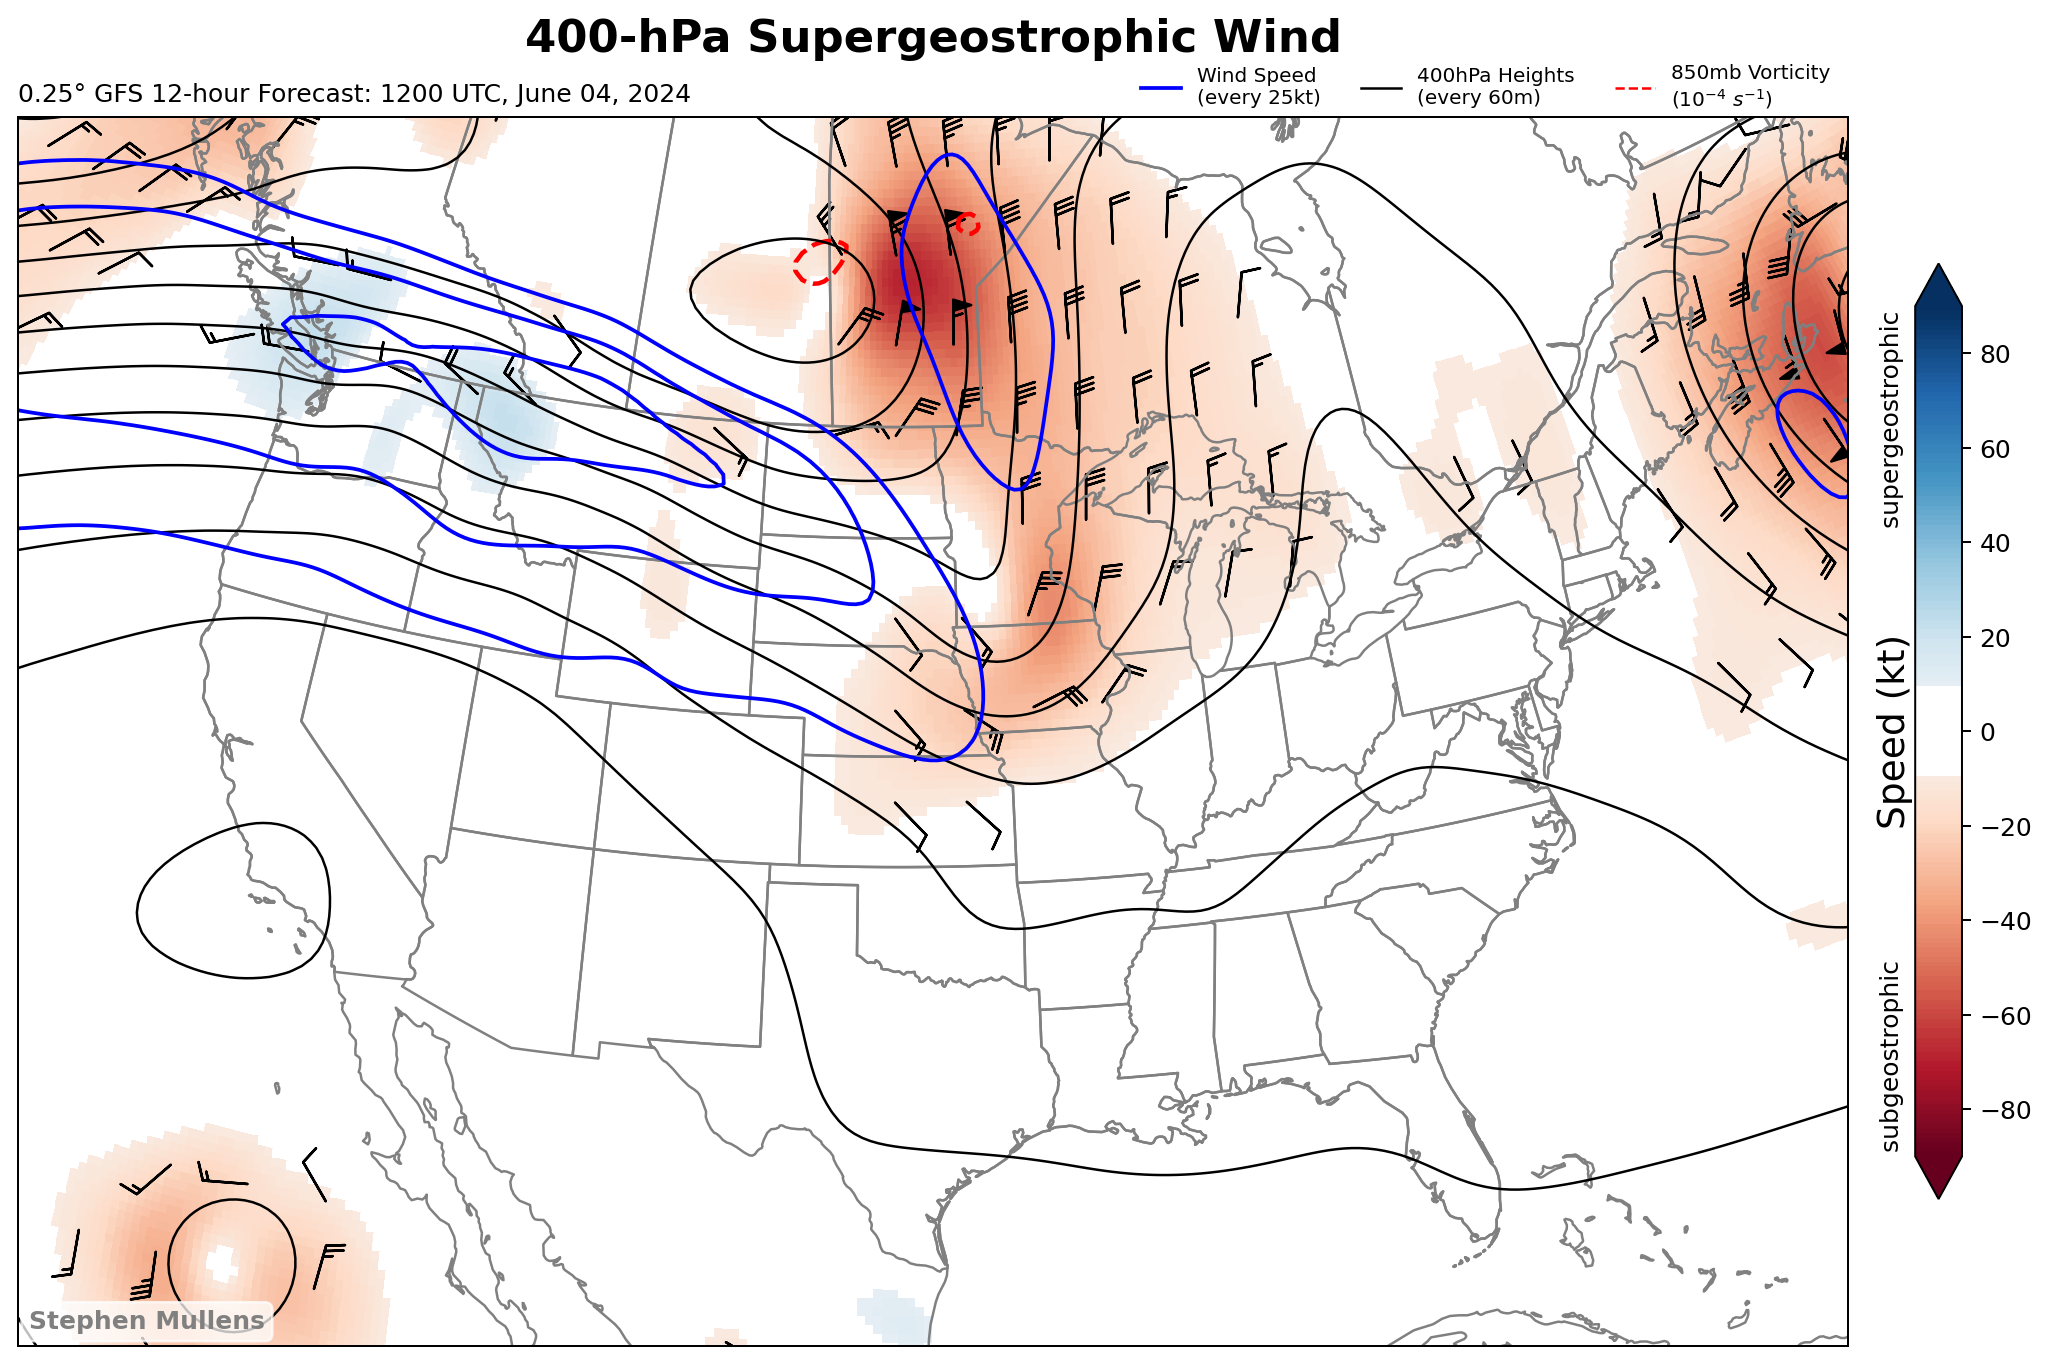 400-hPa Supergeostrophic Wind
0.25° GFS 12-hour Forecast: 1200 UTC, June 04, 2024
Wind Speed
(every 25kt)
400hPa Heights
(every 60m)
850mb Vorticity
(10⁻⁴ s⁻¹)
supergeostrophic
Speed (kt)
subgeostrophic
80
60
40
20
0
−20
−40
−60
−80
Stephen Mullens